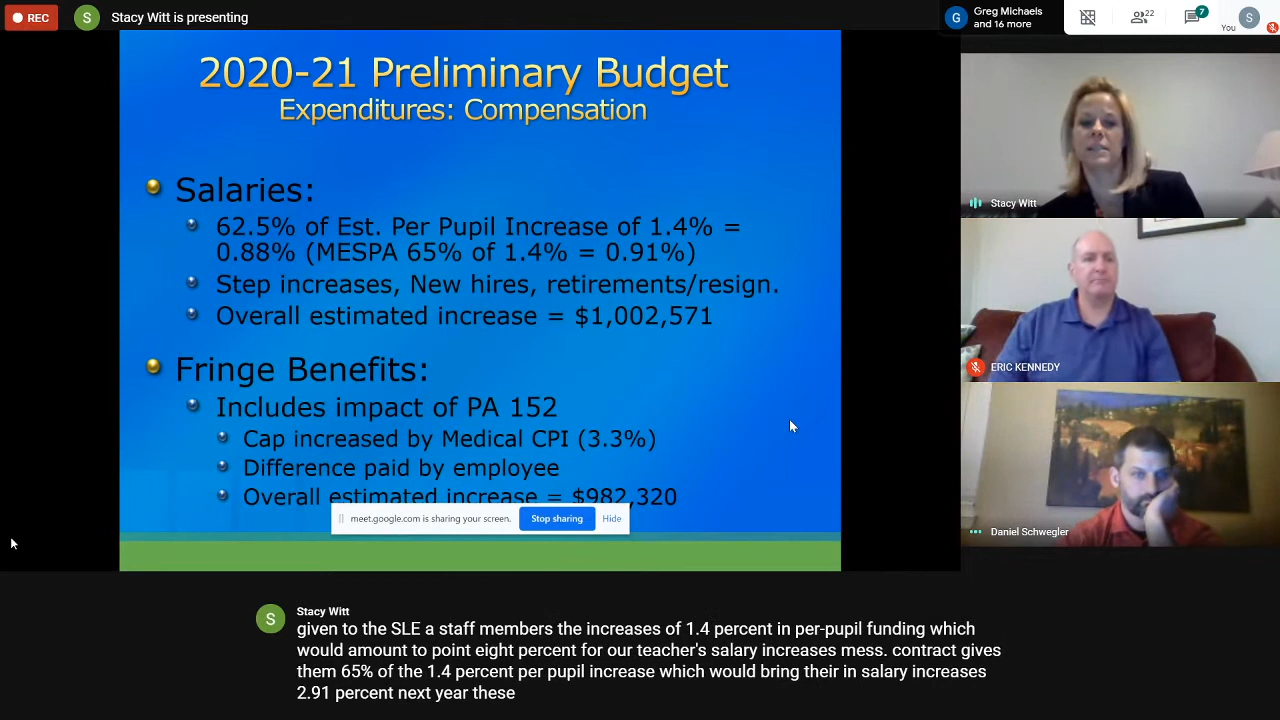 REC
S
Stacy Witt is presenting
G
Greg Michaels
and 16 more
22
7
You
S
2020-21 Preliminary Budget
Expenditures: Compensation
Salaries:
62.5% of Est. Per Pupil Increase of 1.4% =
0.88% (MESPA 65% of 1.4% = 0.91%)
Step increases, New hires, retirements/resign.
Overall estimated increase = $1,002,571
Fringe Benefits:
Includes impact of PA 152
Cap increased by Medical CPI (3.3%)
Difference paid by employee
Overall estimated increase = $982,320
meet.google.com is sharing your screen.
Stop sharing
Hide
Stacy Witt
ERIC KENNEDY
Daniel Schwegler
S
Stacy Witt
given to the SLE a staff members the increases of 1.4 percent in per-pupil funding which
would amount to point eight percent for our teacher's salary increases mess. contract gives
them 65% of the 1.4 percent per pupil increase which would bring their in salary increases
2.91 percent next year these